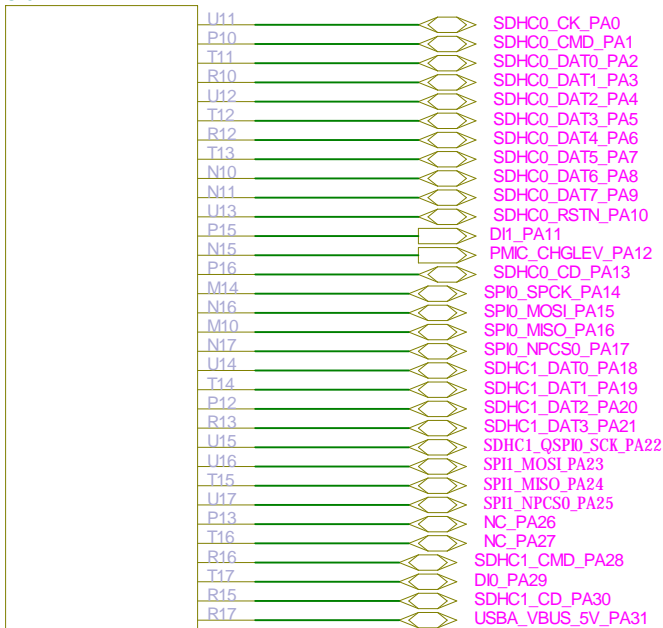 U11 SDHC0_CK_PA0
P10 SDHC0_CMD_PA1
T11 SDHC0_DAT0_PA2
R10 SDHC0_DAT1_PA3
U12 SDHC0_DAT2_PA4
T12 SDHC0_DAT3_PA5
R12 SDHC0_DAT4_PA6
T13 SDHC0_DAT5_PA7
N10 SDHC0_DAT6_PA8
N11 SDHC0_DAT7_PA9
U13 SDHC0_RSTN_PA10
P15 DI1_PA11
N15 PMIC_CHGLEV_PA12
P16 SDHC0_CD_PA13
M14 SPI0_SPCK_PA14
N16 SPI0_MOSI_PA15
M10 SPI0_MISO_PA16
N17 SPI0_NPCS0_PA17
U14 SDHC1_DAT0_PA18
T14 SDHC1_DAT1_PA19
P12 SDHC1_DAT2_PA20
R13 SDHC1_DAT3_PA21
U15 SDHC1_QSPI0_SCK_PA22
U16 SPI1_MOSI_PA23
T15 SPI1_MISO_PA24
U17 SPI1_NPCS0_PA25
P13 NC_PA26
T16 NC_PA27
R16 SDHC1_CMD_PA28
T17 DI0_PA29
R15 SDHC1_CD_PA30
R17 USBA_VBUS_5V_PA31